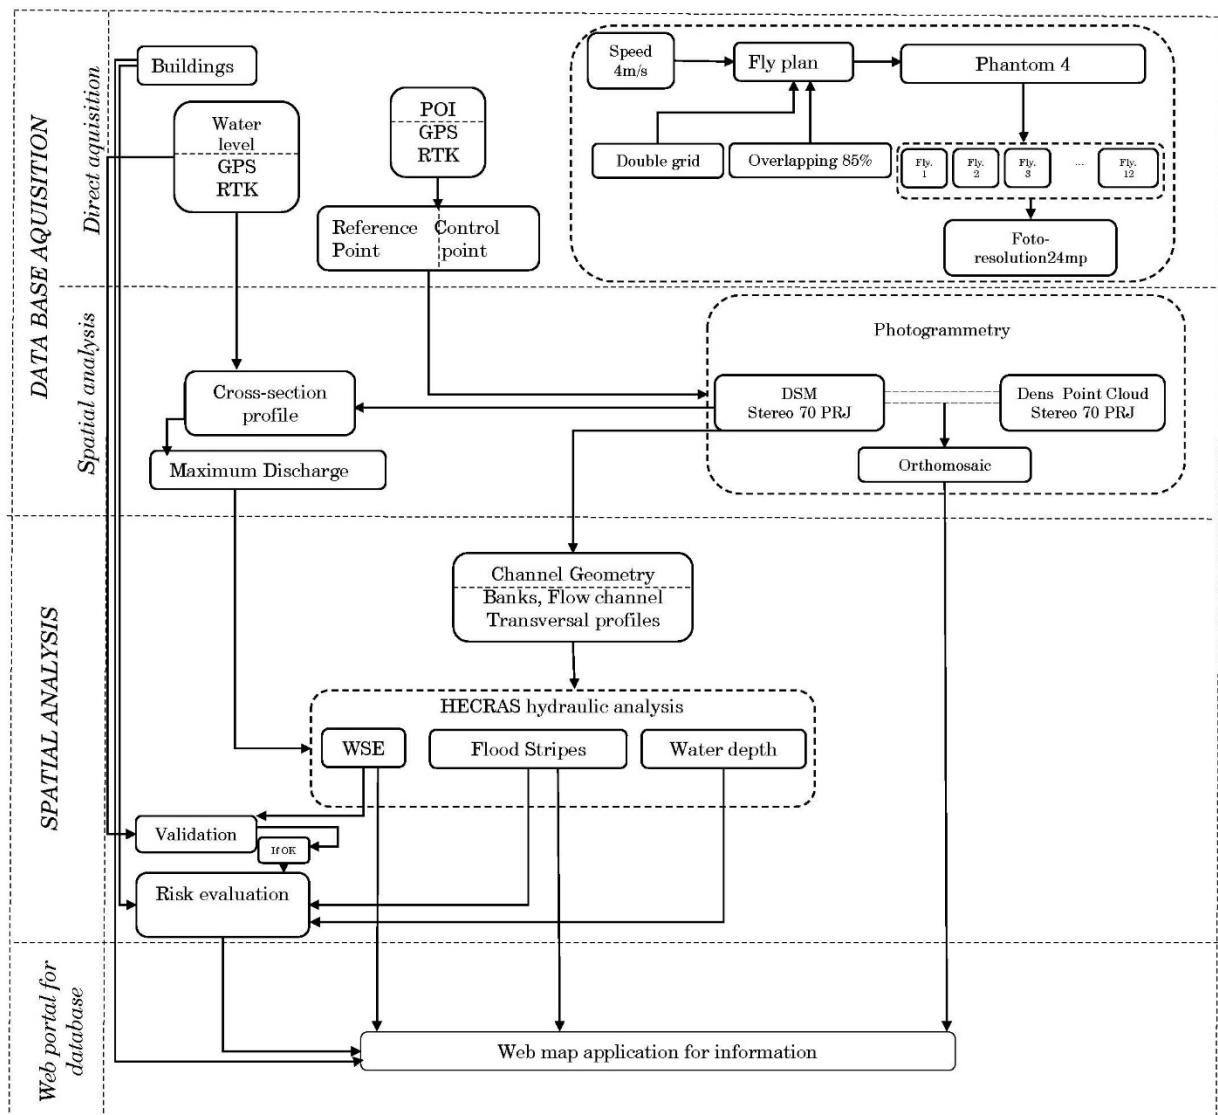 DATA BASE AQUISITION
Direct aquisition
Buildings
Water
level
GPS
RTK
POI
GPS
RTK
Reference
Point
Control
point
Speed
4m/s
Fly plan
Phantom 4
Double grid
Overlapping 85%
Fly.
1
Fly.
2
Fly.
3
...
Fly.
12
Foto-
resolution24mp
Spatial analysis
Photogrammetry
Cross-section
profile
DSM
Stereo 70 PRJ
Dens Point Cloud
Stereo 70 PRJ
Maximum Discharge
Orthomosaic
SPATIAL ANALYSIS
Channel Geometry
Banks, Flow channel
Transversal profiles
HECRAS hydraulic analysis
WSE
Flood Stripes
Water depth
Validation
If OK
Risk evaluation
Web portal for
database
Web map application for information